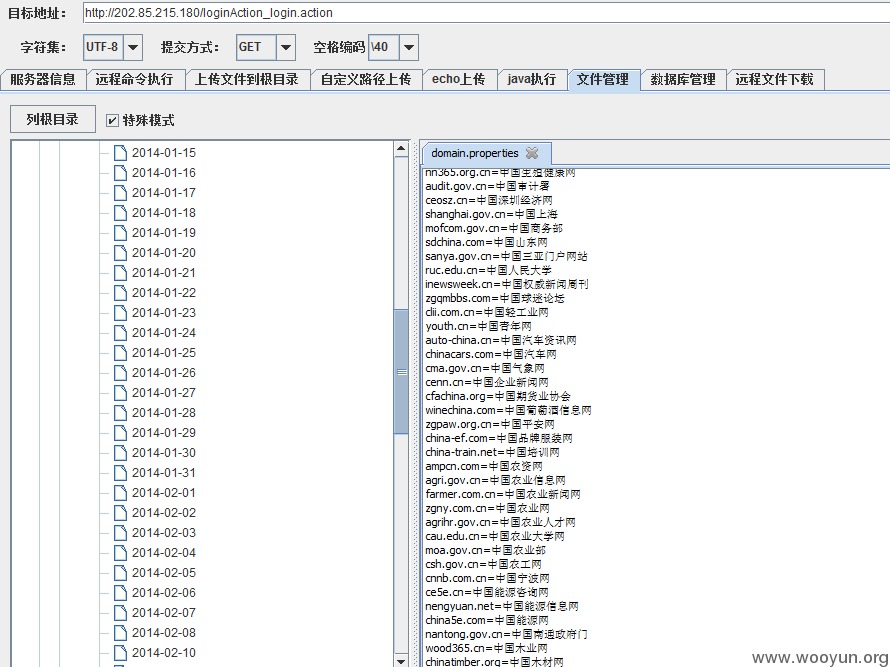 目标地址: http://202.85.215.180/loginAction_login.action
字符集: UTF-8 提交方式: GET 空格编码 \40
服务器信息 远程命令执行 上传文件到根目录 自定义路径上传 echo上传 java执行 文件管理 数据库管理 远程文件下载
列根目录 特殊模式
2014-01-15
2014-01-16
2014-01-17
2014-01-18
2014-01-19
2014-01-20
2014-01-21
2014-01-22
2014-01-23
2014-01-24
2014-01-25
2014-01-26
2014-01-27
2014-01-28
2014-01-29
2014-01-30
2014-01-31
2014-02-01
2014-02-02
2014-02-03
2014-02-04
2014-02-05
2014-02-06
2014-02-07
2014-02-08
2014-02-10
domain.properties
nn365.org.cn=中国生殖健康网
audit.gov.cn=中国审计署
ceosz.cn=中国深圳经济网
shanghai.gov.cn=中国上海
mofcom.gov.cn=中国商务部
sdchina.com=中国山东网
sanya.gov.cn=中国三亚门户网站
ruc.edu.cn=中国人民大学
inewsweek.cn=中国权威新闻周刊
zgqmbbs.com=中国球迷论坛
clii.com.cn=中国轻工业网
youth.cn=中国青年网
auto-china.cn=中国汽车资讯网
chinacars.com=中国汽车网
cma.gov.cn=中国气象网
cenn.cn=中国企业新闻网
cfachina.org=中国期货业协会
winechina.com=中国葡萄酒信息网
zgpaw.org.cn=中国平安网
china-ef.com=中国品牌服装网
china-train.net=中国培训网
ampcn.com=中国农资网
agri.gov.cn=中国农业信息网
farmer.com.cn=中国农业新闻网
zgny.com.cn=中国农业网
agrihr.gov.cn=中国农业人才网
cau.edu.cn=中国农业大学网
moa.gov.cn=中国农业部
csh.gov.cn=中国农工网
cnnb.com.cn=中国宁波网
ce5e.cn=中国能源咨询网
nengyuan.net=中国能源信息网
china5e.com=中国能源网
nantong.gov.cn=中国南通政府门
wood365.cn=中国木业网
chinatimber.org=中国木材网
www.wooyun.org